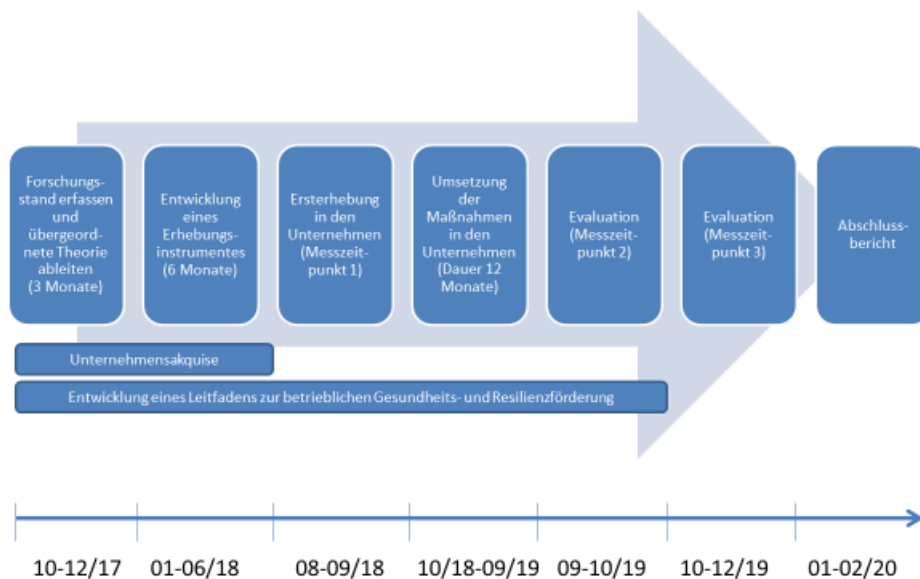 Forschungs-
stand erfassen
und
übergeord-
nete Theorie
ableiten
(3 Monate)
Entwicklung
eines
Erhebungs-
instrumentes
(6 Monate)
Ersterhebung
in den
Unternehmen
(Messzeit-
punkt 1)
Umsetzung
der
Maßnahmen
in den
Unternehmen
(Dauer 12
Monate)
Evaluation
(Messzeit-
punkt 2)
Evaluation
(Messzeit-
punkt 3)
Abschluss-
bericht
Unternehmensakquise
Entwicklung eines Leitfadens zur betrieblichen Gesundheits- und Resilienzförderung
10-12/17 01-06/18 08-09/18 10/18-09/19 09-10/19 10-12/19 01-02/20